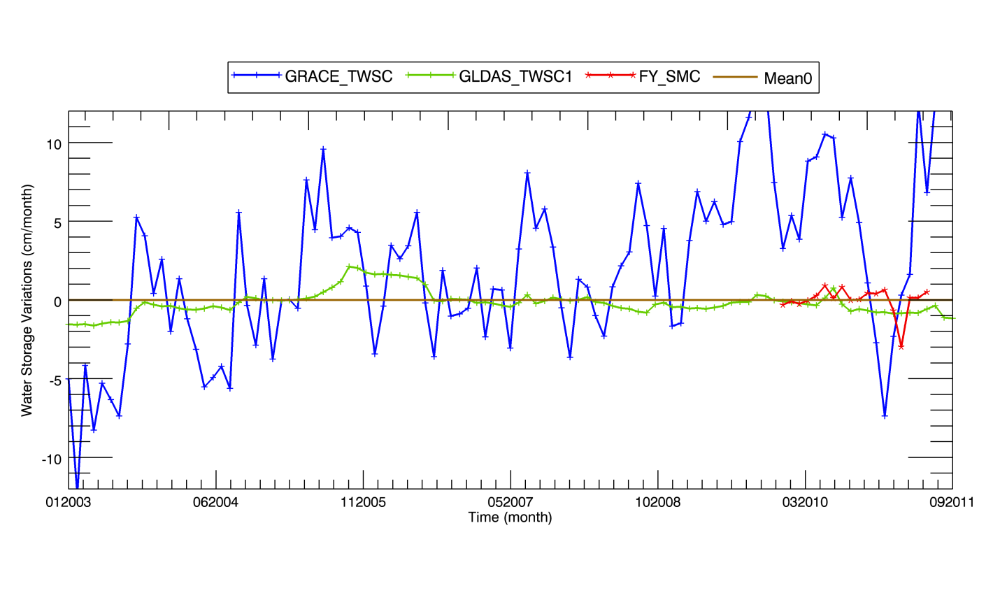 GRACE_TWSC GLDAS_TWSC1 FY_SMC Mean0
Water Storage Variations (cm/month)
10
5
0
-5
-10
012003 062004 112005 052007 102008 032010 092011
Time (month)